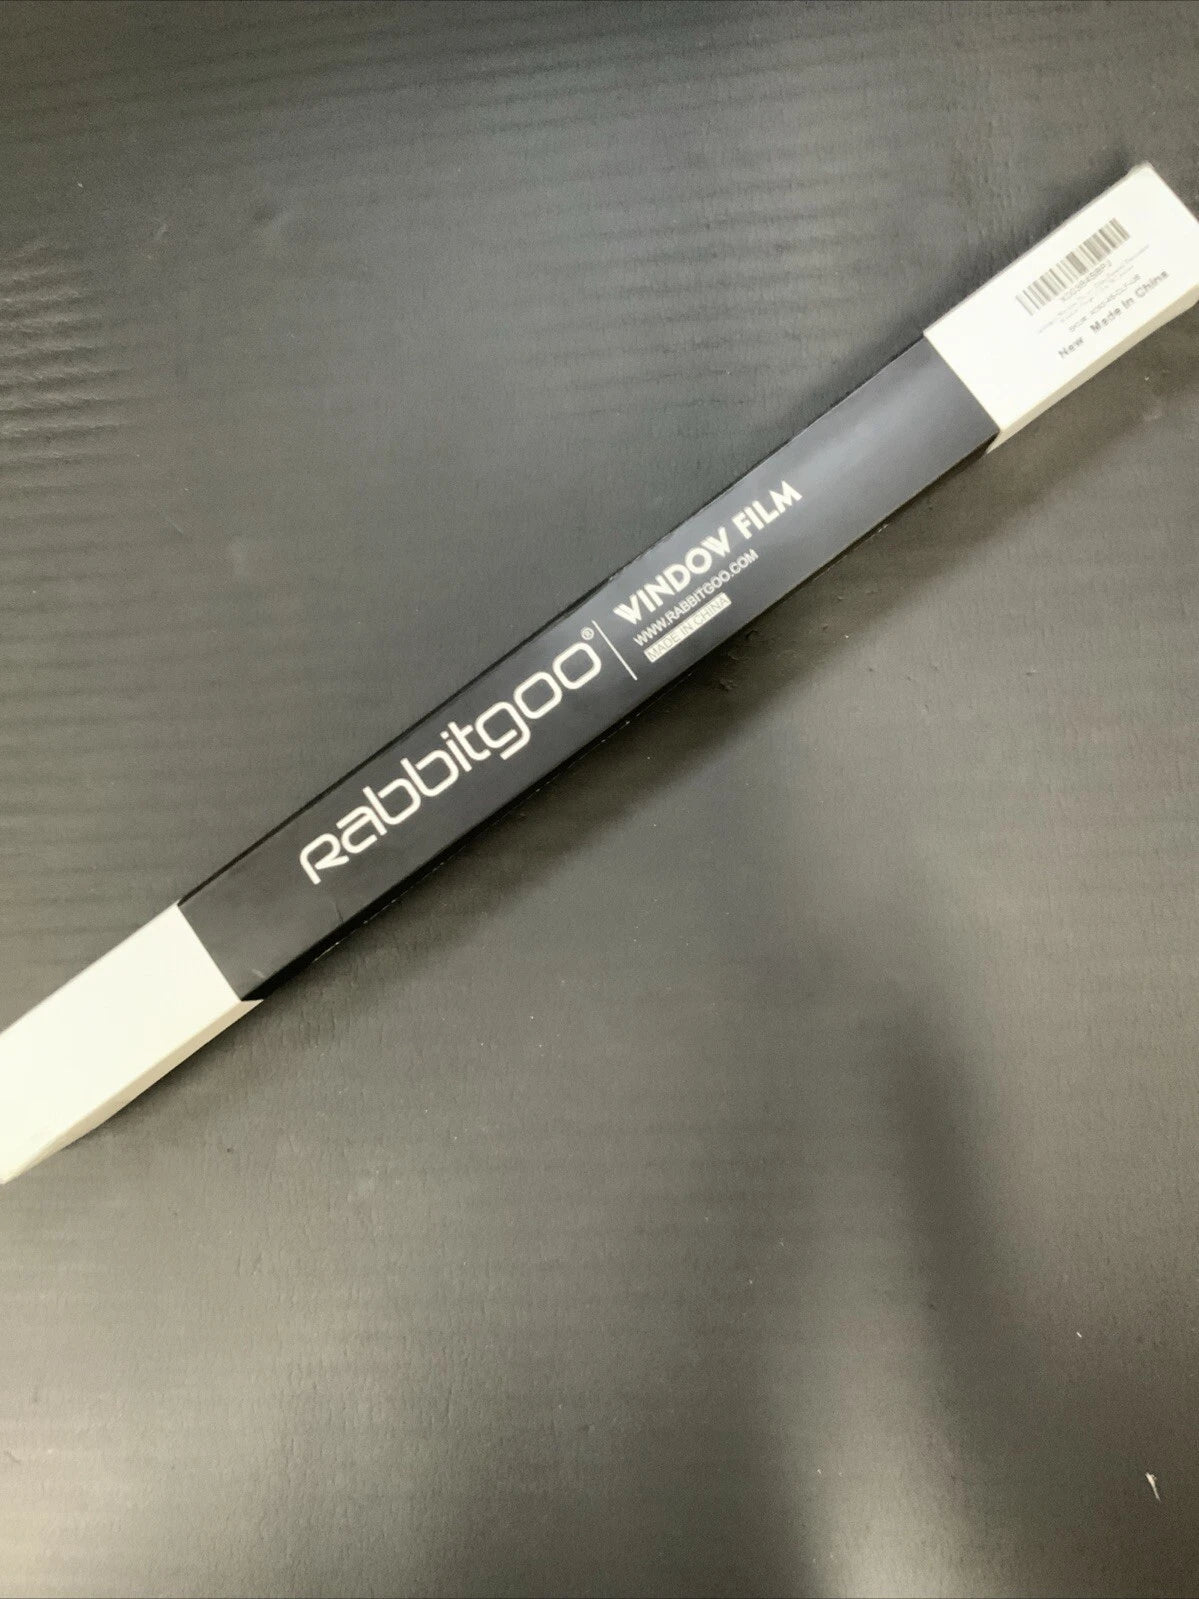 Rabbitgoo®
WINDOW FILM
WWW.RABBITGOO.COM
MADE IN CHINA
New Made in China